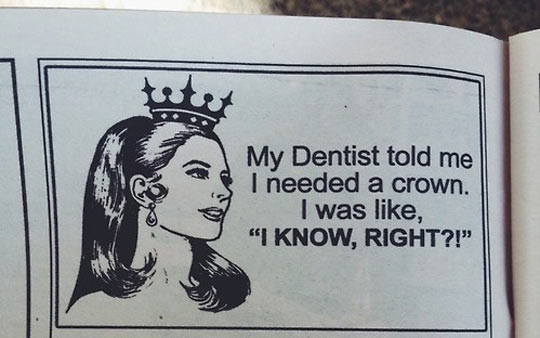 My Dentist told me
I needed a crown.
I was like,
“I KNOW, RIGHT?!”